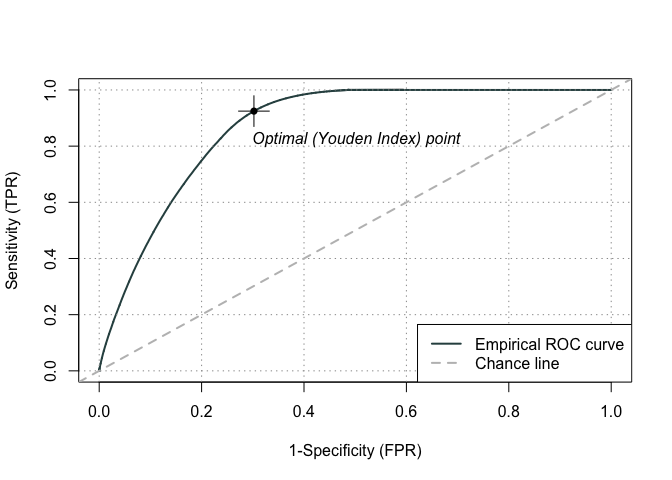 1.0
0.8
0.6
0.4
0.2
0.0
Sensitivity (TPR)
Optimal (Youden Index) point
Empirical ROC curve
Chance line
0.0 0.2 0.4 0.6 0.8 1.0
1-Specificity (FPR)